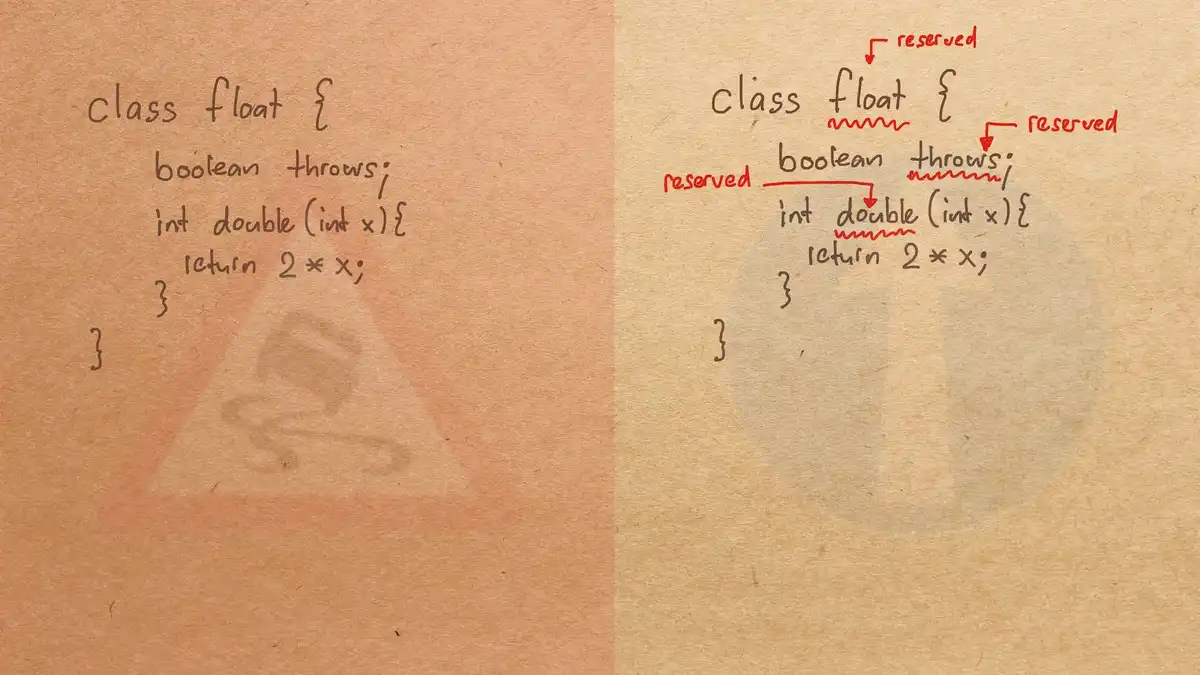 class float {
boolean throws;
int double (int x){
return 2 * x;
}
}
reserved
class float {
reserved
boolean throws;
reserved
int double (int x){
return 2 * x;
}
}